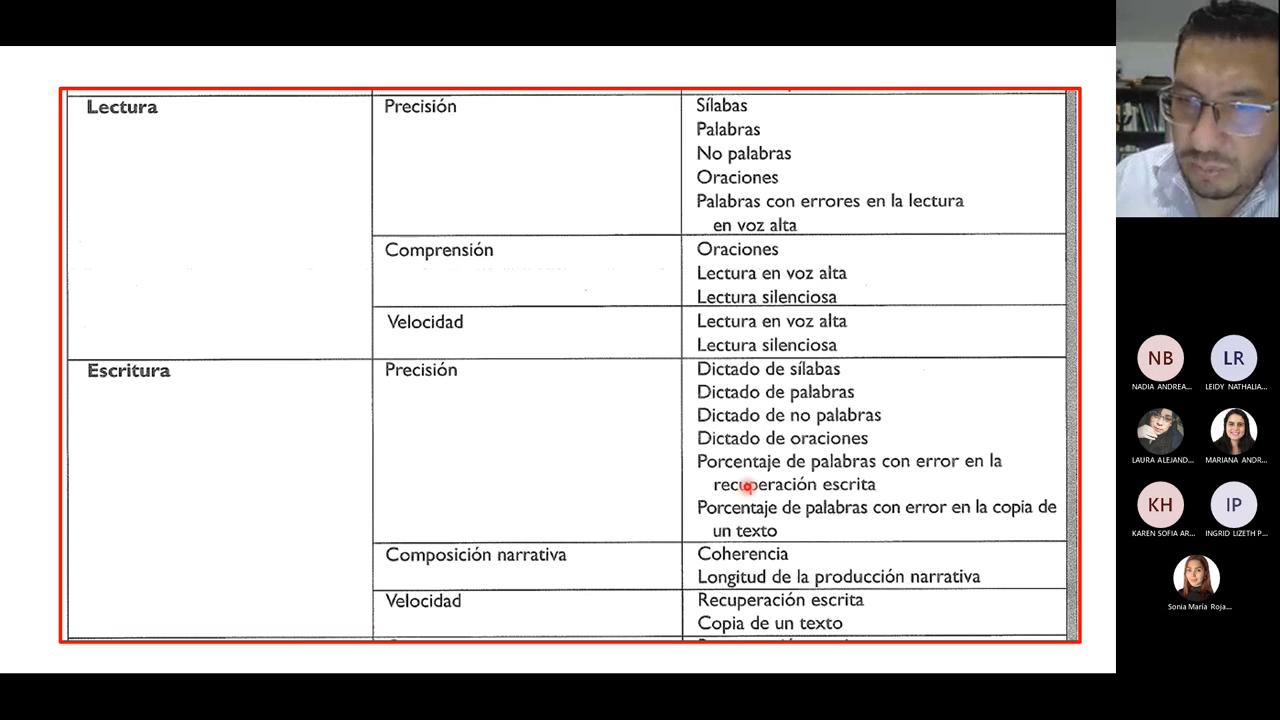 Lectura
Precisión
Sílabas
Palabras
No palabras
Oraciones
Palabras con errores en la lectura
en voz alta
Comprensión
Oraciones
Lectura en voz alta
Lectura silenciosa
Velocidad
Lectura en voz alta
Lectura silenciosa
Escritura
Precisión
Dictado de sílabas
Dictado de palabras
Dictado de no palabras
Dictado de oraciones
Porcentaje de palabras con error en la
recuperación escrita
Porcentaje de palabras con error en la copia de
un texto
Composición narrativa
Coherencia
Longitud de la producción narrativa
Velocidad
Recuperación escrita
Copia de un texto
NB
LR
NADIA ANDREA...
LEIDY NATHALIA...
LAURA ALEJAND...
MARIANA ANDR...
KH
IP
KAREN SOFIA AR...
INGRID LIZETH P...
Sonia María Roja...